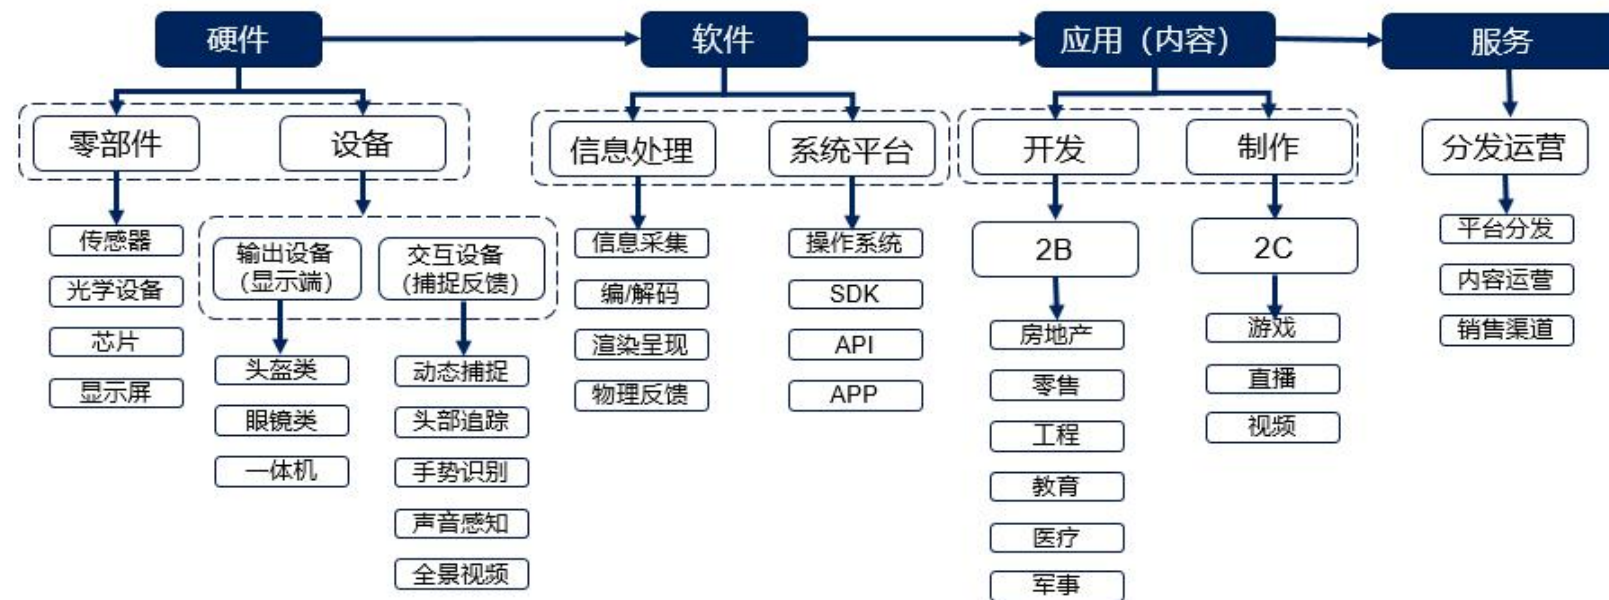 硬件
软件
应用（内容）
服务
零部件
设备
信息处理
系统平台
开发
制作
分发运营
传感器
光学设备
芯片
显示屏
输出设备
（显示端）
交互设备
（捕捉反馈）
头盔类
眼镜类
一体机
动态捕捉
头部追踪
手势识别
声音感知
全景视频
信息采集
编/解码
渲染呈现
物理反馈
操作系统
SDK
API
APP
2B
房地产
零售
工程
教育
医疗
军事
2C
游戏
直播
视频
平台分发
内容运营
销售渠道